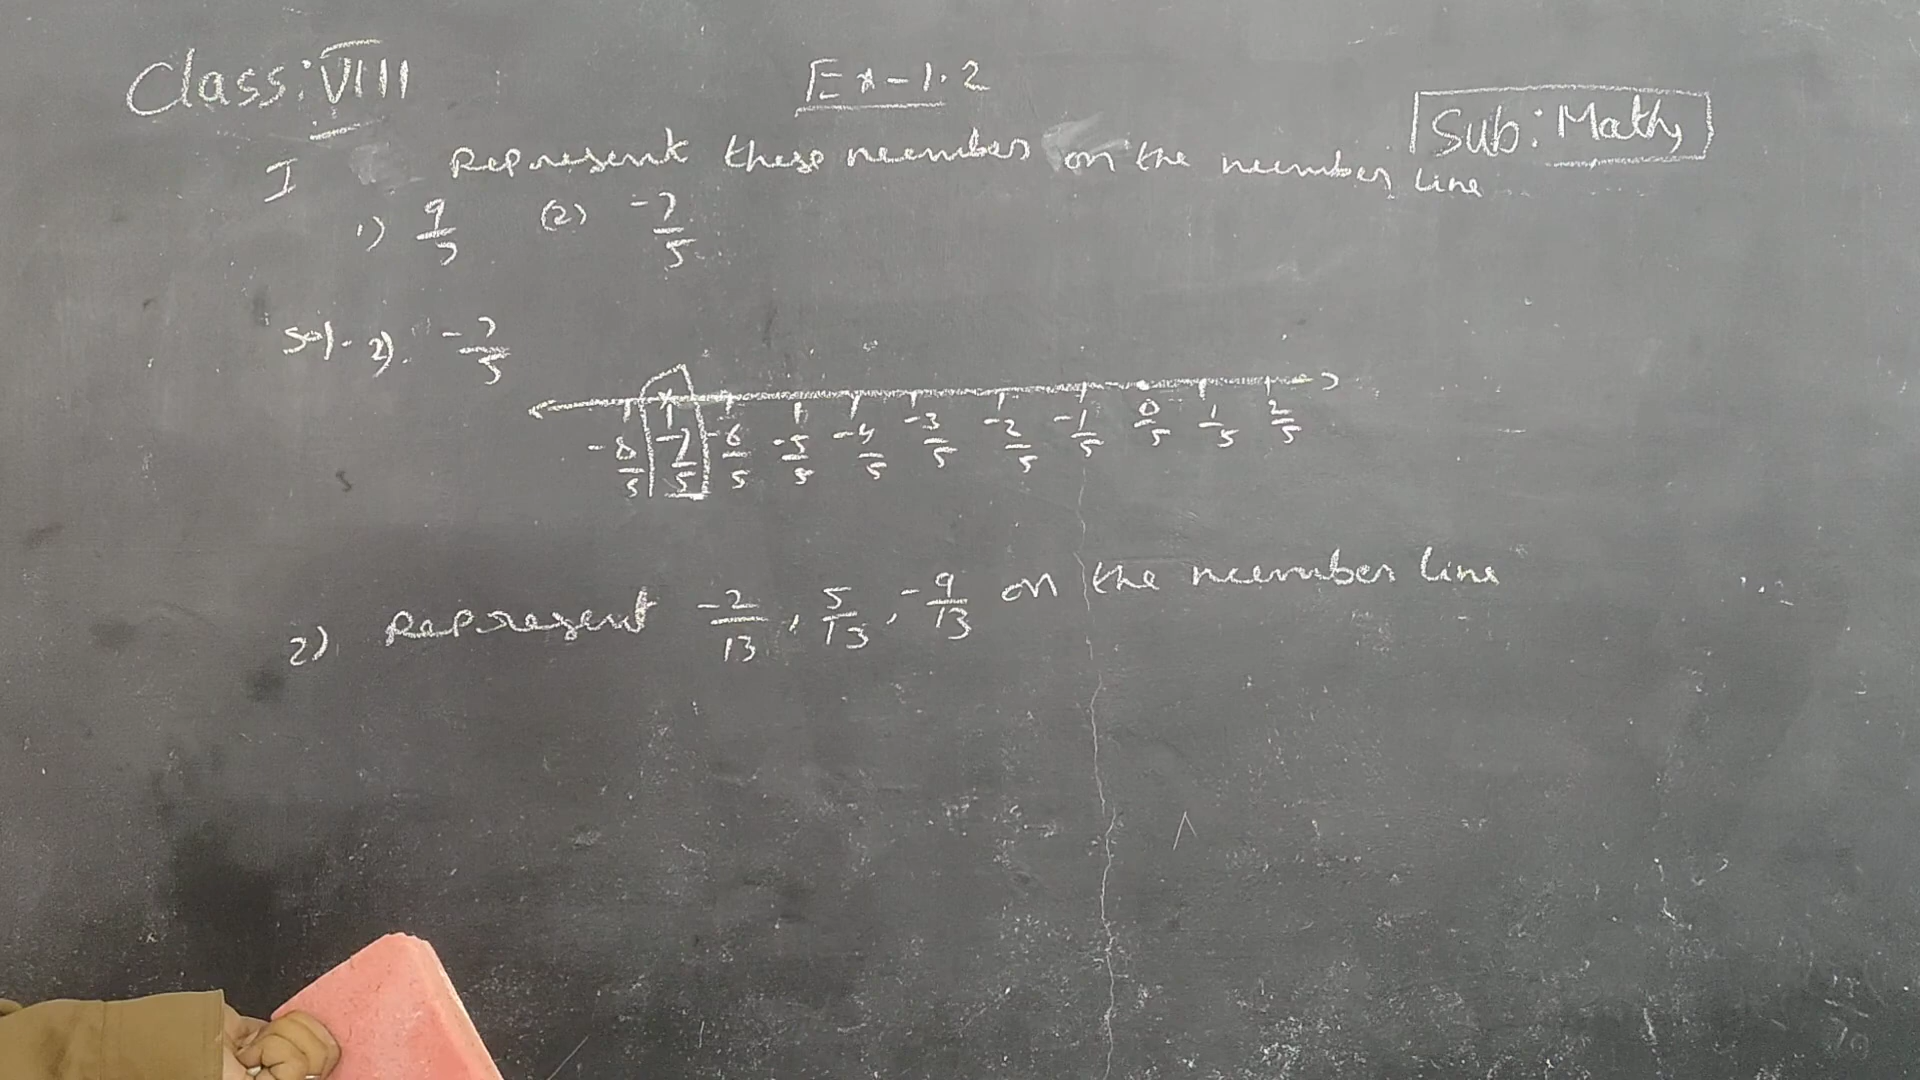 Class: VIII
Ex-1.2
Sub: Maths
I Represent these number on the number line
1) 9/5 (2) -7/5
Sol- 2). -7/5
-8/5 -7/5 -6/5 -5/5 -4/5 -3/5 -2/5 -1/5 0/5 1/5 2/5
2) Represent -2/13, 5/13, -9/13 on the number line